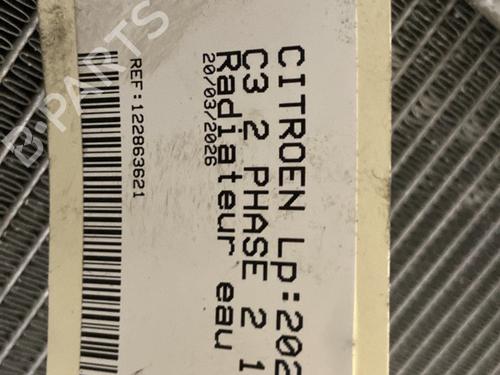 CITROEN LP:202
C3 2 PHASE 2 1
Radiateur eau
20/03/2026
REF:122863621
B-PARTS